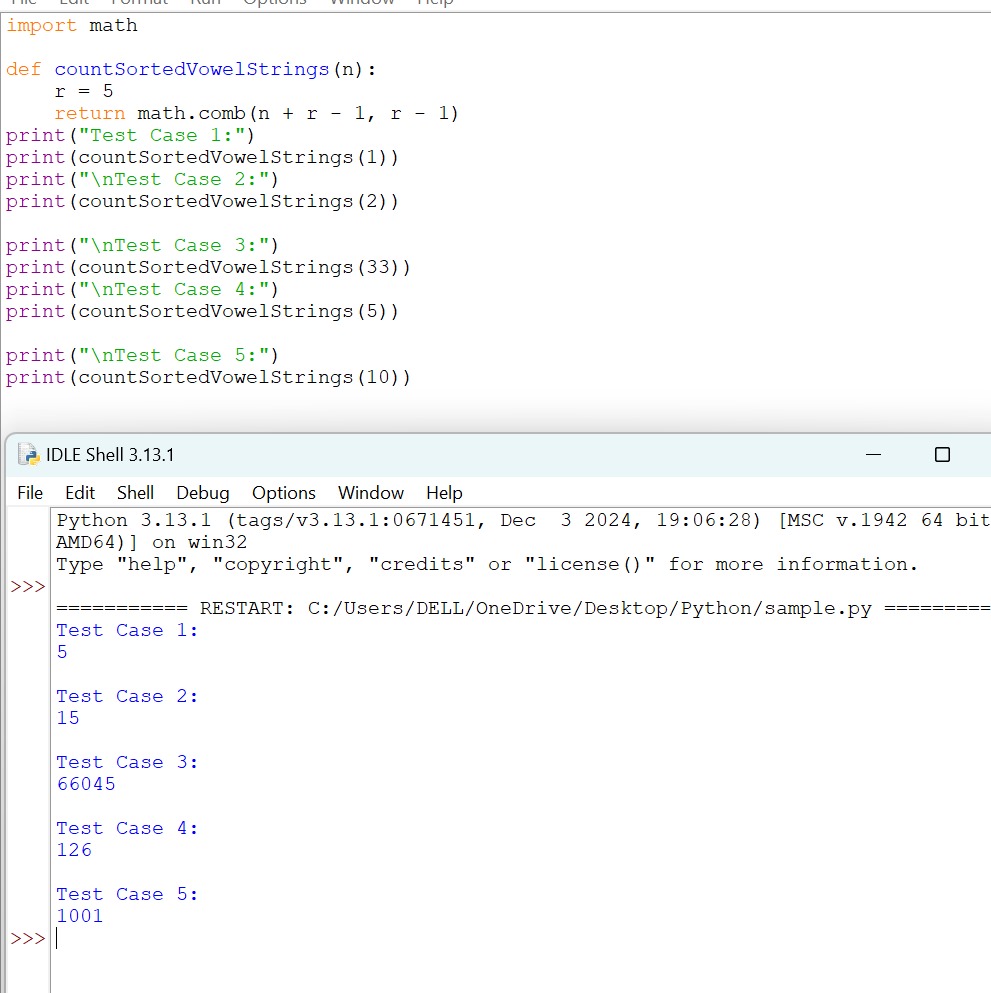 File Edit Format Run Options Window Help
import math
def countSortedVowelStrings(n):
    r = 5
    return math.comb(n + r - 1, r - 1)
print("Test Case 1:")
print(countSortedVowelStrings(1))
print("\nTest Case 2:")
print(countSortedVowelStrings(2))
print("\nTest Case 3:")
print(countSortedVowelStrings(33))
print("\nTest Case 4:")
print(countSortedVowelStrings(5))
print("\nTest Case 5:")
print(countSortedVowelStrings(10))
IDLE Shell 3.13.1
File Edit Shell Debug Options Window Help
Python 3.13.1 (tags/v3.13.1:0671451, Dec  3 2024, 19:06:28) [MSC v.1942 64 bit
AMD64)] on win32
Type "help", "copyright", "credits" or "license()" for more information.
>>>
=========== RESTART: C:/Users/DELL/OneDrive/Desktop/Python/sample.py =========
Test Case 1:
5
Test Case 2:
15
Test Case 3:
66045
Test Case 4:
126
Test Case 5:
1001
>>>